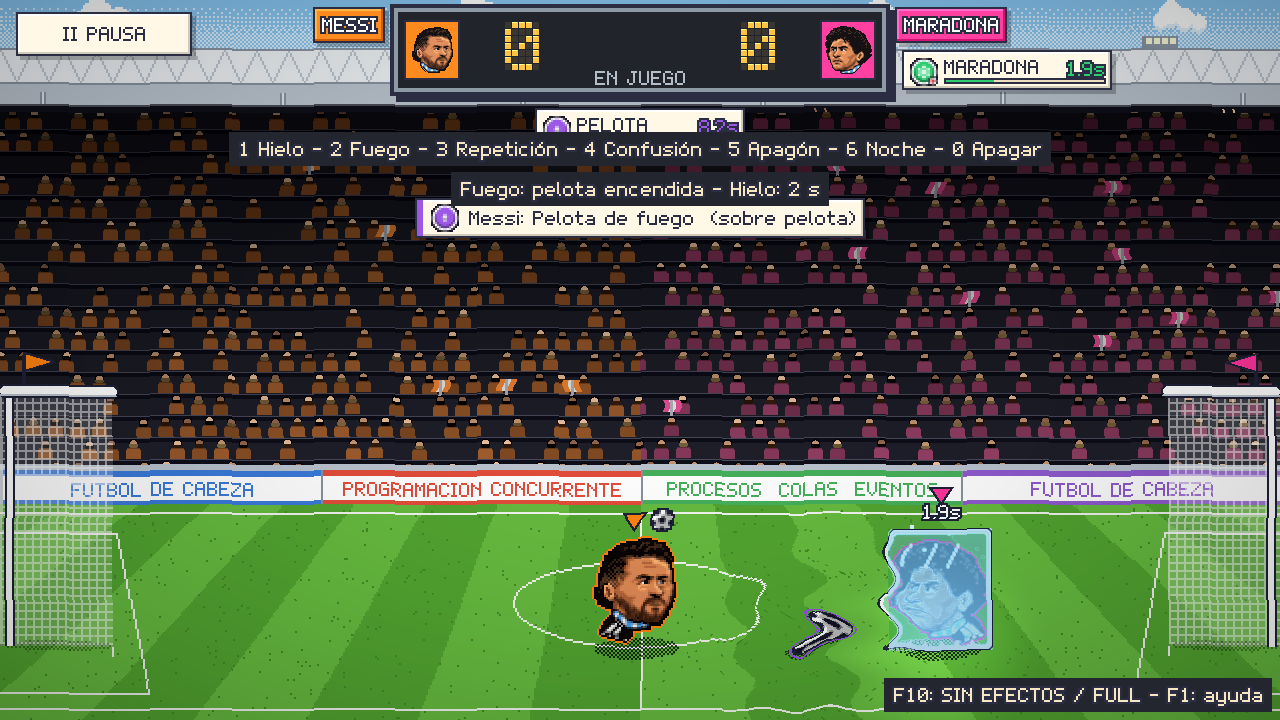 II PAUSA
MESSI
0
0
MARADONA
EN JUEGO
MARADONA 1.9s
PELOTA 8.2s
1 Hielo - 2 Fuego - 3 Repetición - 4 Confusión - 5 Apagón - 6 Noche - 0 Apagar
Fuego: pelota encendida - Hielo: 2 s
Messi: Pelota de fuego (sobre pelota)
FUTBOL DE CABEZA
PROGRAMACION CONCURRENTE
PROCESOS COLAS EVENTOS
FUTBOL DE CABEZA
1.9s
F10: SIN EFECTOS / FULL - F1: ayuda